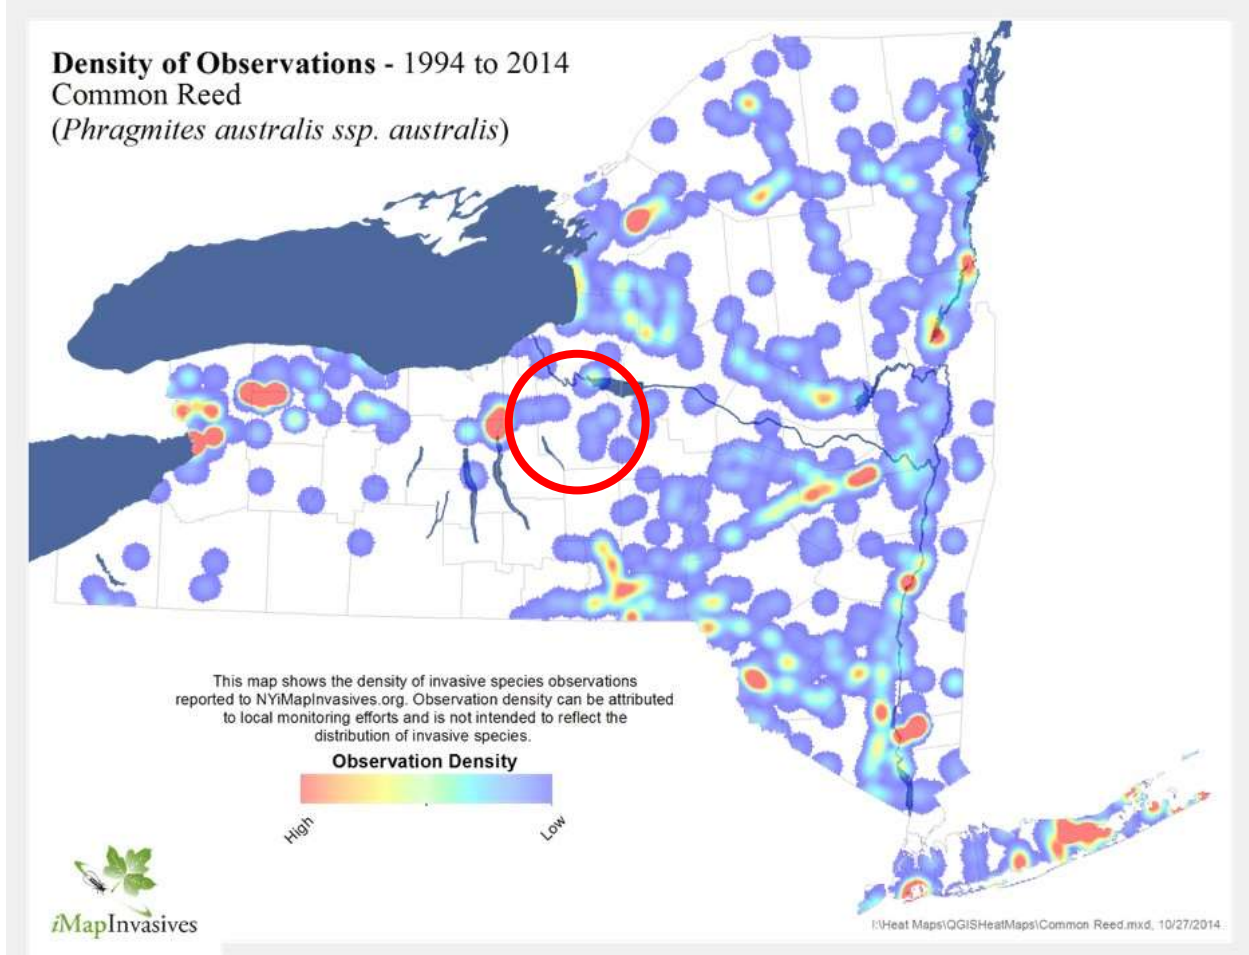 Density of Observations - 1994 to 2014
Common Reed
(Phragmites australis ssp. australis)
This map shows the density of invasive species observations
reported to NYiMapInvasives.org. Observation density can be attributed
to local monitoring efforts and is not intended to reflect the
distribution of invasive species.
Observation Density
High
Low
iMapInvasives
I:\Heat Maps\QGISHeatMaps\Common Reed.mxd, 10/27/2014